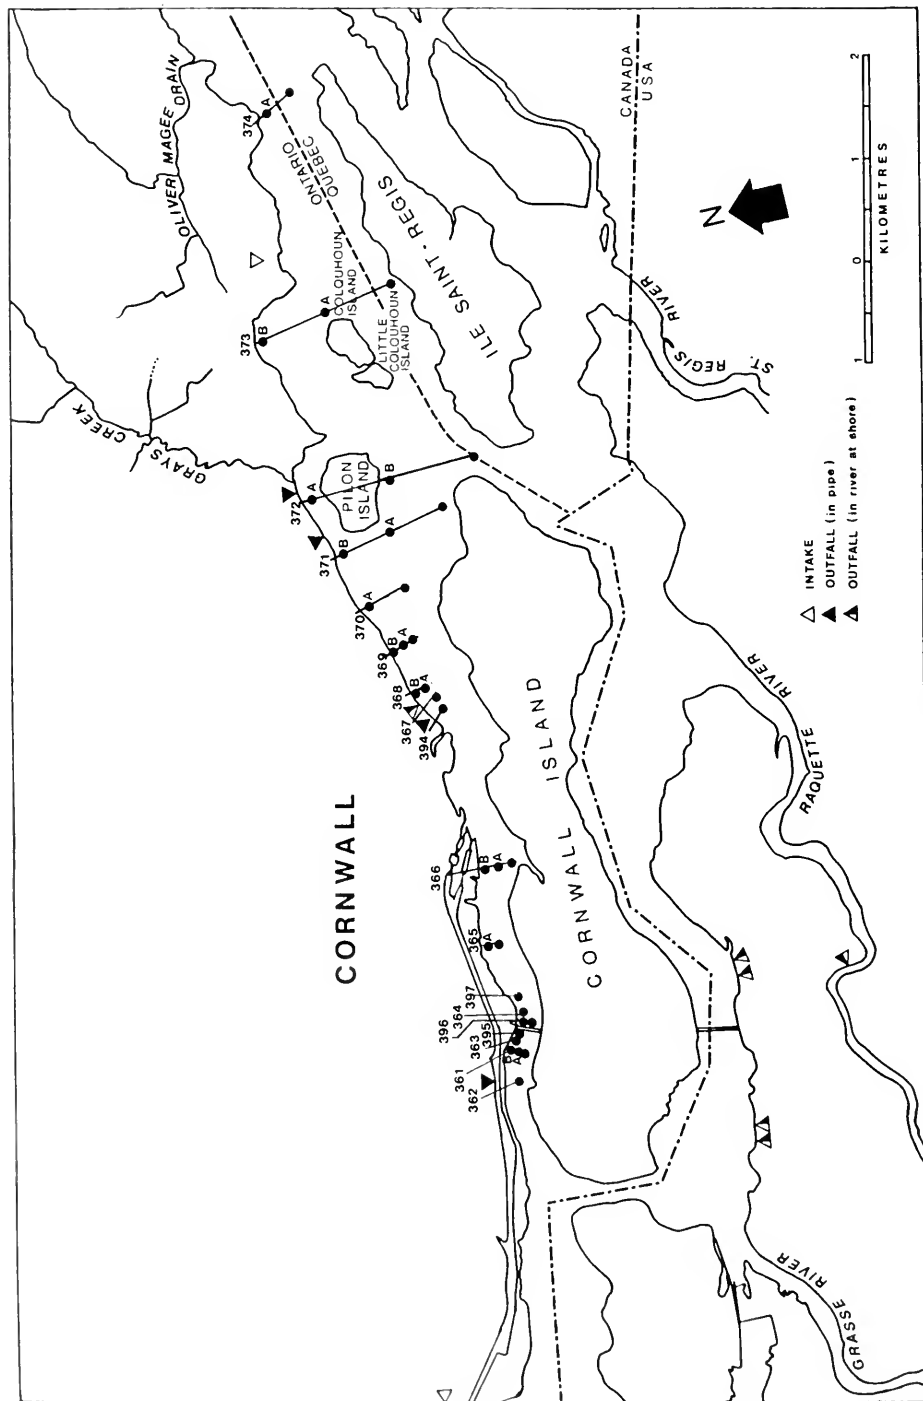 CORNWALL
OLIVER MAGEE DRAIN
GRAYS CREEK
374
A
373
B
A
372
A
B
371
B
A
370
A
369
B
A
368
B
A
367
394
366
B
A
365
A
397
364
396
395
363
361
B
A
362
ONTARIO
QUEBEC
COLQUHOUN
ISLAND
LITTLE
COLQUHOUN
ISLAND
PILON
ISLAND
ILE SAINT-REGIS
CORNWALL ISLAND
CANADA
USA
ST. REGIS RIVER
RAQUETTE RIVER
GRASSE RIVER
N
INTAKE
OUTFALL (in pipe)
OUTFALL (in river at shore)
1 0 1 2
KILOMETRES